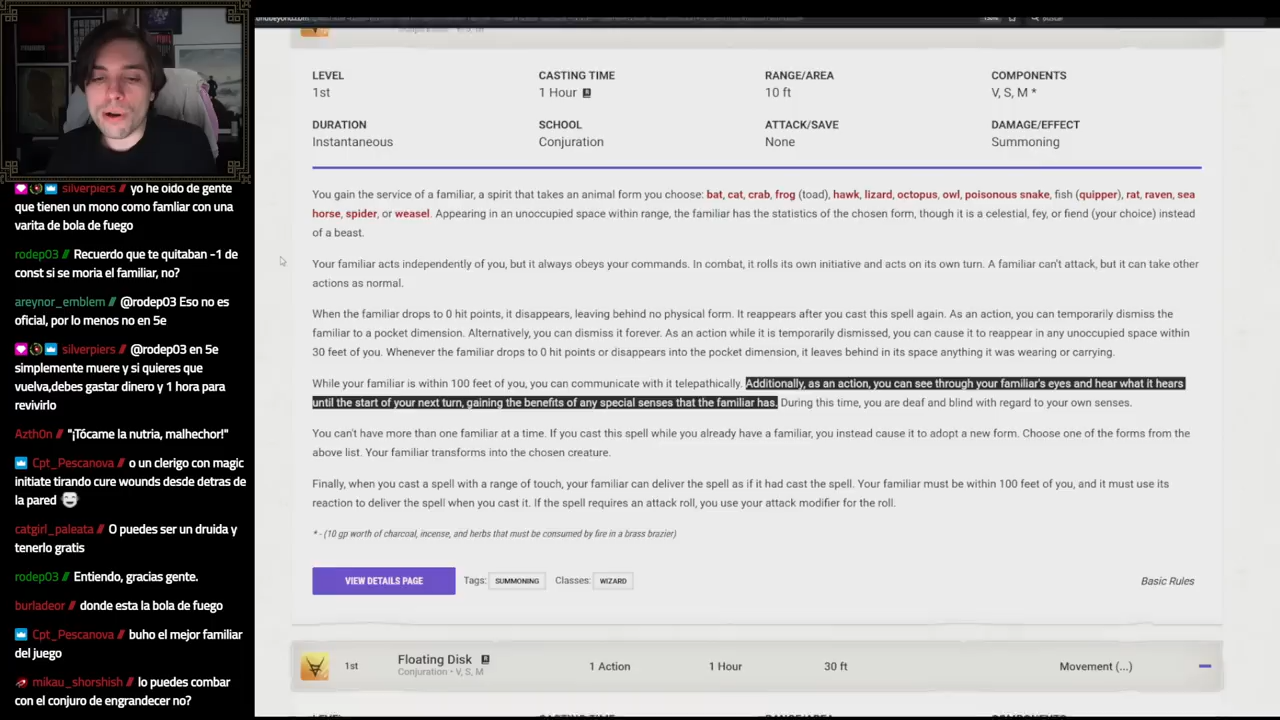 silverpiers // yo he oido de gente
que tienen un mono como famliar con una
varita de bola de fuego
rodep03 // Recuerdo que te quitaban -1 de
const si se moria el familiar, no?
areynor_emblem // @rodep03 Eso no es
oficial, por lo menos no en 5e
silverpiers // @rodep03 en 5e
simplemente muere y si quieres que
vuelva,debes gastar dinero y 1 hora para
revivirlo
Azth0n // "¡Tócame la nutria, malhechor!"
Cpt_Pescanova // o un clerigo con magic
initiate tirando cure wounds desde detras de
la pared
catgirl_paleata // O puedes ser un druida y
tenerlo gratis
rodep03 // Entiendo, gracias gente.
burladeor // donde esta la bola de fuego
Cpt_Pescanova // buho el mejor familiar
del juego
mikau_shorshish // lo puedes combar
con el conjuro de engrandecer no?
LEVEL CASTING TIME RANGE/AREA COMPONENTS
1st 1 Hour 10 ft V, S, M *
DURATION SCHOOL ATTACK/SAVE DAMAGE/EFFECT
Instantaneous Conjuration None Summoning
You gain the service of a familiar, a spirit that takes an animal form you choose: bat, cat, crab, frog (toad), hawk, lizard, octopus, owl, poisonous snake, fish (quipper), rat, raven, sea
horse, spider, or weasel. Appearing in an unoccupied space within range, the familiar has the statistics of the chosen form, though it is a celestial, fey, or fiend (your choice) instead
of a beast.
Your familiar acts independently of you, but it always obeys your commands. In combat, it rolls its own initiative and acts on its own turn. A familiar can't attack, but it can take other
actions as normal.
When the familiar drops to 0 hit points, it disappears, leaving behind no physical form. It reappears after you cast this spell again. As an action, you can temporarily dismiss the
familiar to a pocket dimension. Alternatively, you can dismiss it forever. As an action while it is temporarily dismissed, you can cause it to reappear in any unoccupied space within
30 feet of you. Whenever the familiar drops to 0 hit points or disappears into the pocket dimension, it leaves behind in its space anything it was wearing or carrying.
While your familiar is within 100 feet of you, you can communicate with it telepathically. Additionally, as an action, you can see through your familiar's eyes and hear what it hears
until the start of your next turn, gaining the benefits of any special senses that the familiar has. During this time, you are deaf and blind with regard to your own senses.
You can't have more than one familiar at a time. If you cast this spell while you already have a familiar, you instead cause it to adopt a new form. Choose one of the forms from the
above list. Your familiar transforms into the chosen creature.
Finally, when you cast a spell with a range of touch, your familiar can deliver the spell as if it had cast the spell. Your familiar must be within 100 feet of you, and it must use its
reaction to deliver the spell when you cast it. If the spell requires an attack roll, you use your attack modifier for the roll.
* - (10 gp worth of charcoal, incense, and herbs that must be consumed by fire in a brass brazier)
VIEW DETAILS PAGE Tags: SUMMONING Classes: WIZARD Basic Rules
1st Floating Disk 1 Action 1 Hour 30 ft Movement (...)
Conjuration • V, S, M